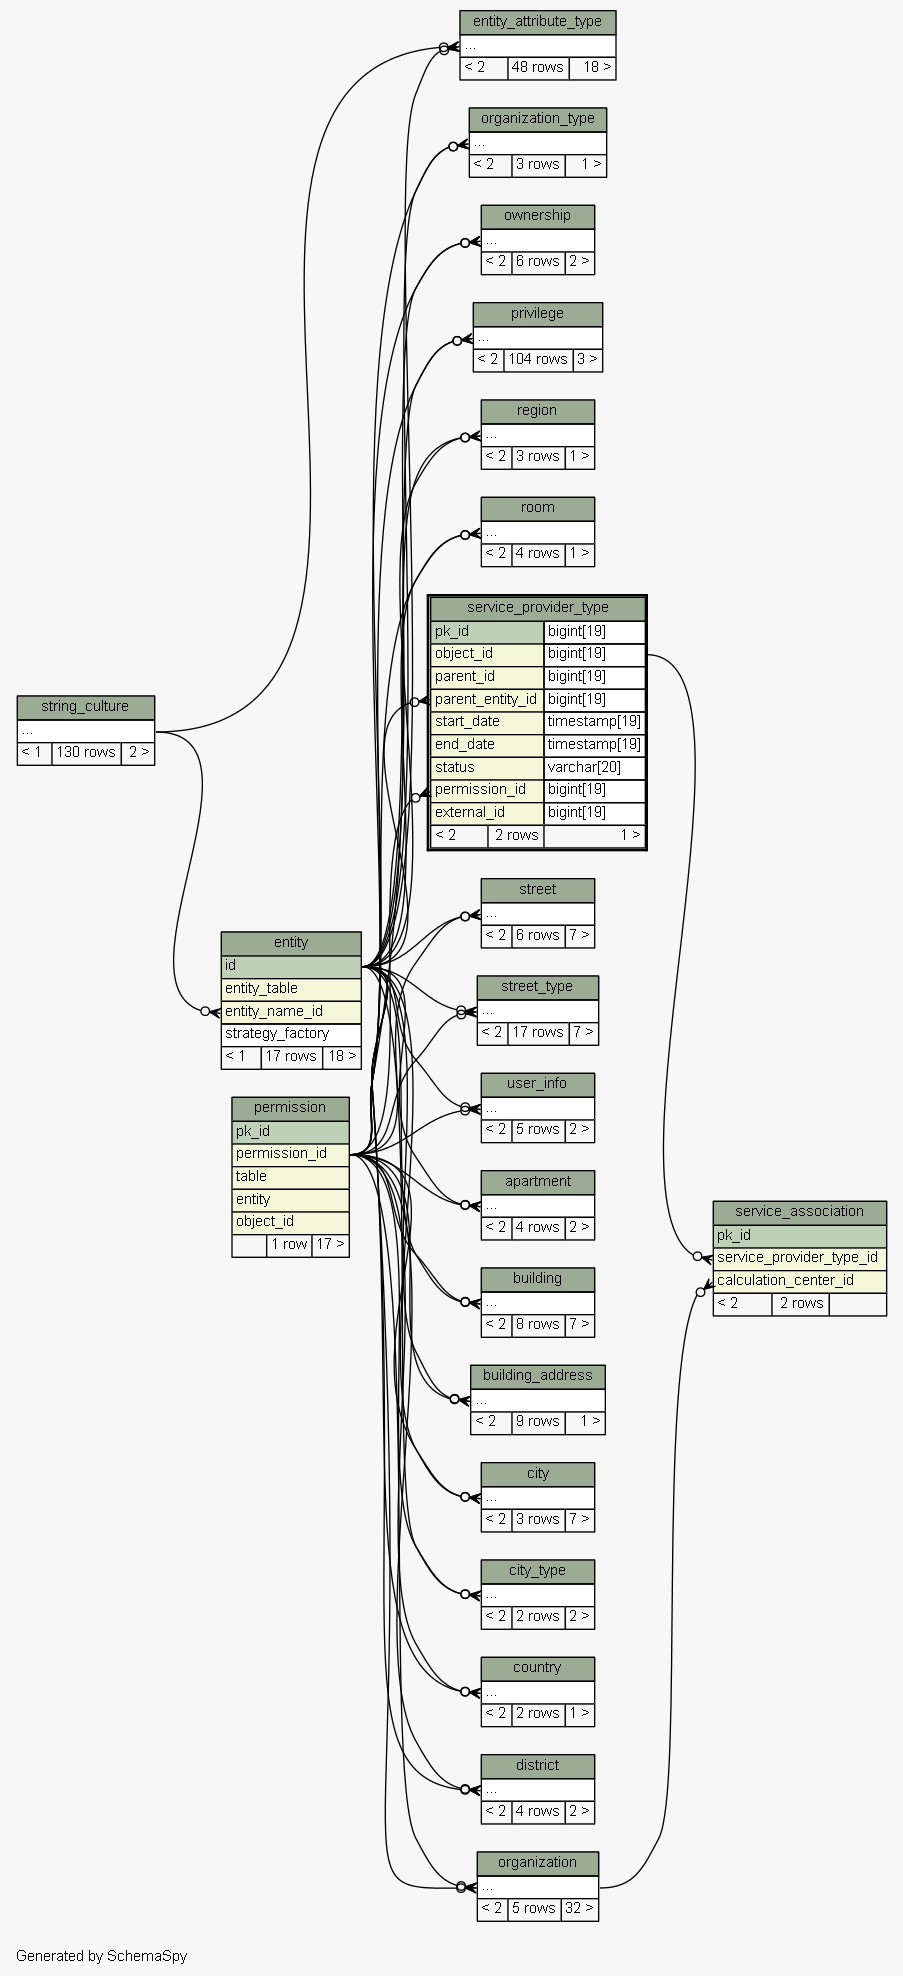 entity_attribute_type
...
< 2 48 rows 18 >
organization_type
...
< 2 3 rows 1 >
ownership
...
< 2 6 rows 2 >
privilege
...
< 2 104 rows 3 >
region
...
< 2 3 rows 1 >
room
...
< 2 4 rows 1 >
service_provider_type
pk_id bigint[19]
object_id bigint[19]
parent_id bigint[19]
parent_entity_id bigint[19]
start_date timestamp[19]
end_date timestamp[19]
status varchar[20]
permission_id bigint[19]
external_id bigint[19]
< 2 2 rows 1 >
string_culture
...
< 1 130 rows 2 >
street
...
< 2 6 rows 7 >
entity
id
entity_table
entity_name_id
strategy_factory
< 1 17 rows 18 >
street_type
...
< 2 17 rows 7 >
user_info
...
< 2 5 rows 2 >
permission
pk_id
permission_id
table
entity
object_id
1 row 17 >
apartment
...
< 2 4 rows 2 >
service_association
pk_id
service_provider_type_id
calculation_center_id
< 2 2 rows
building
...
< 2 8 rows 7 >
building_address
...
< 2 9 rows 1 >
city
...
< 2 3 rows 7 >
city_type
...
< 2 2 rows 2 >
country
...
< 2 2 rows 1 >
district
...
< 2 4 rows 2 >
organization
...
< 2 5 rows 32 >
Generated by SchemaSpy